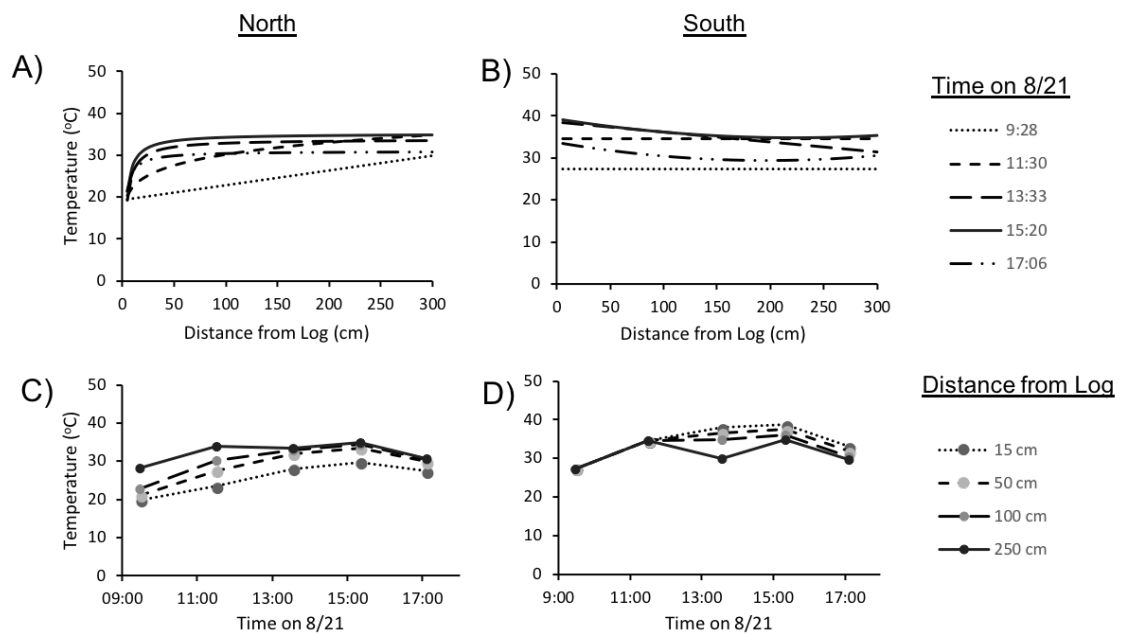 North
South
A)
50
40
30
20
10
0
Temperature (°C)
0 50 100 150 200 250 300
Distance from Log (cm)
B)
50
40
30
20
10
0
0 50 100 150 200 250 300
Distance from Log (cm)
Time on 8/21
9:28
11:30
13:33
15:20
17:06
C)
50
40
30
20
10
0
Temperature (°C)
09:00 11:00 13:00 15:00 17:00
Time on 8/21
D)
50
40
30
20
10
0
9:00 11:00 13:00 15:00 17:00
Time on 8/21
Distance from Log
15 cm
50 cm
100 cm
250 cm